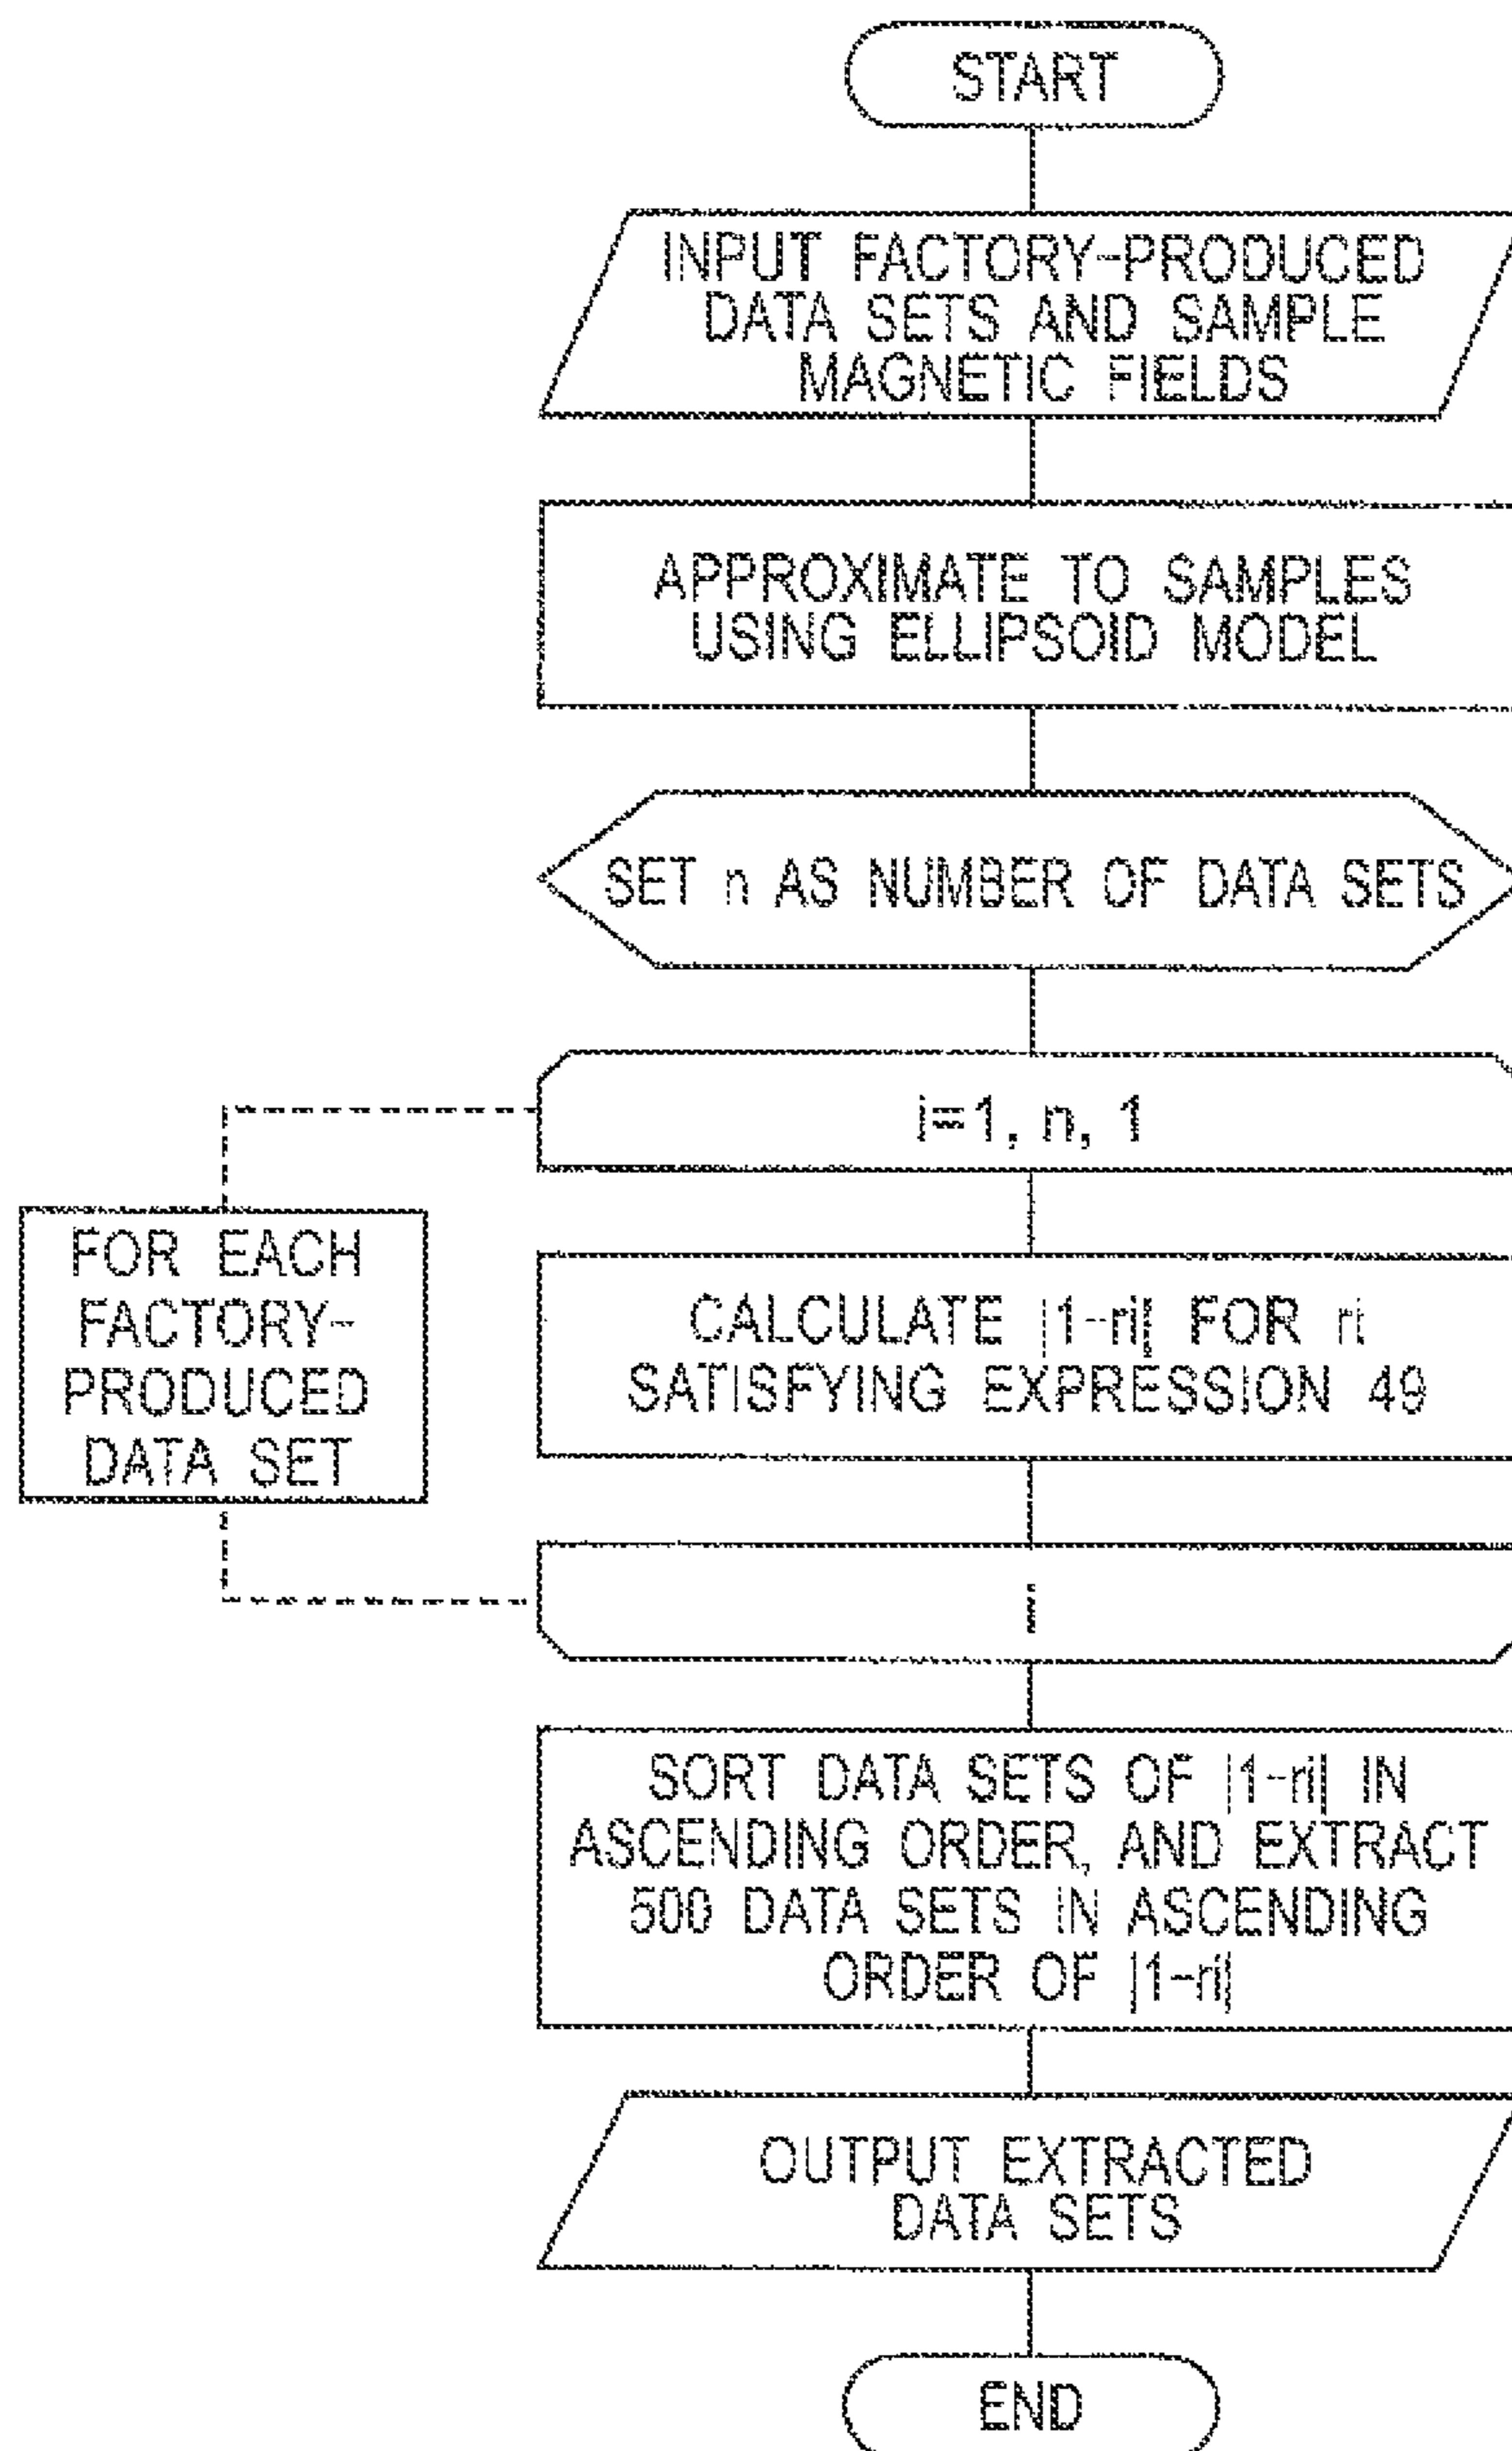 START
INPUT FACTORY-PRODUCED
DATA SETS AND SAMPLE
MAGNETIC FIELDS
APPROXIMATE TO SAMPLES
USING ELLIPSOID MODEL
SET n AS NUMBER OF DATA SETS
i=1, n, 1
FOR EACH
FACTORY-
PRODUCED
DATA SET
CALCULATE |1-ri| FOR ri
SATISFYING EXPRESSION 49
i
SORT DATA SETS OF |1-ri| IN
ASCENDING ORDER, AND EXTRACT
500 DATA SETS IN ASCENDING
ORDER OF |1-ri|
OUTPUT EXTRACTED
DATA SETS
END